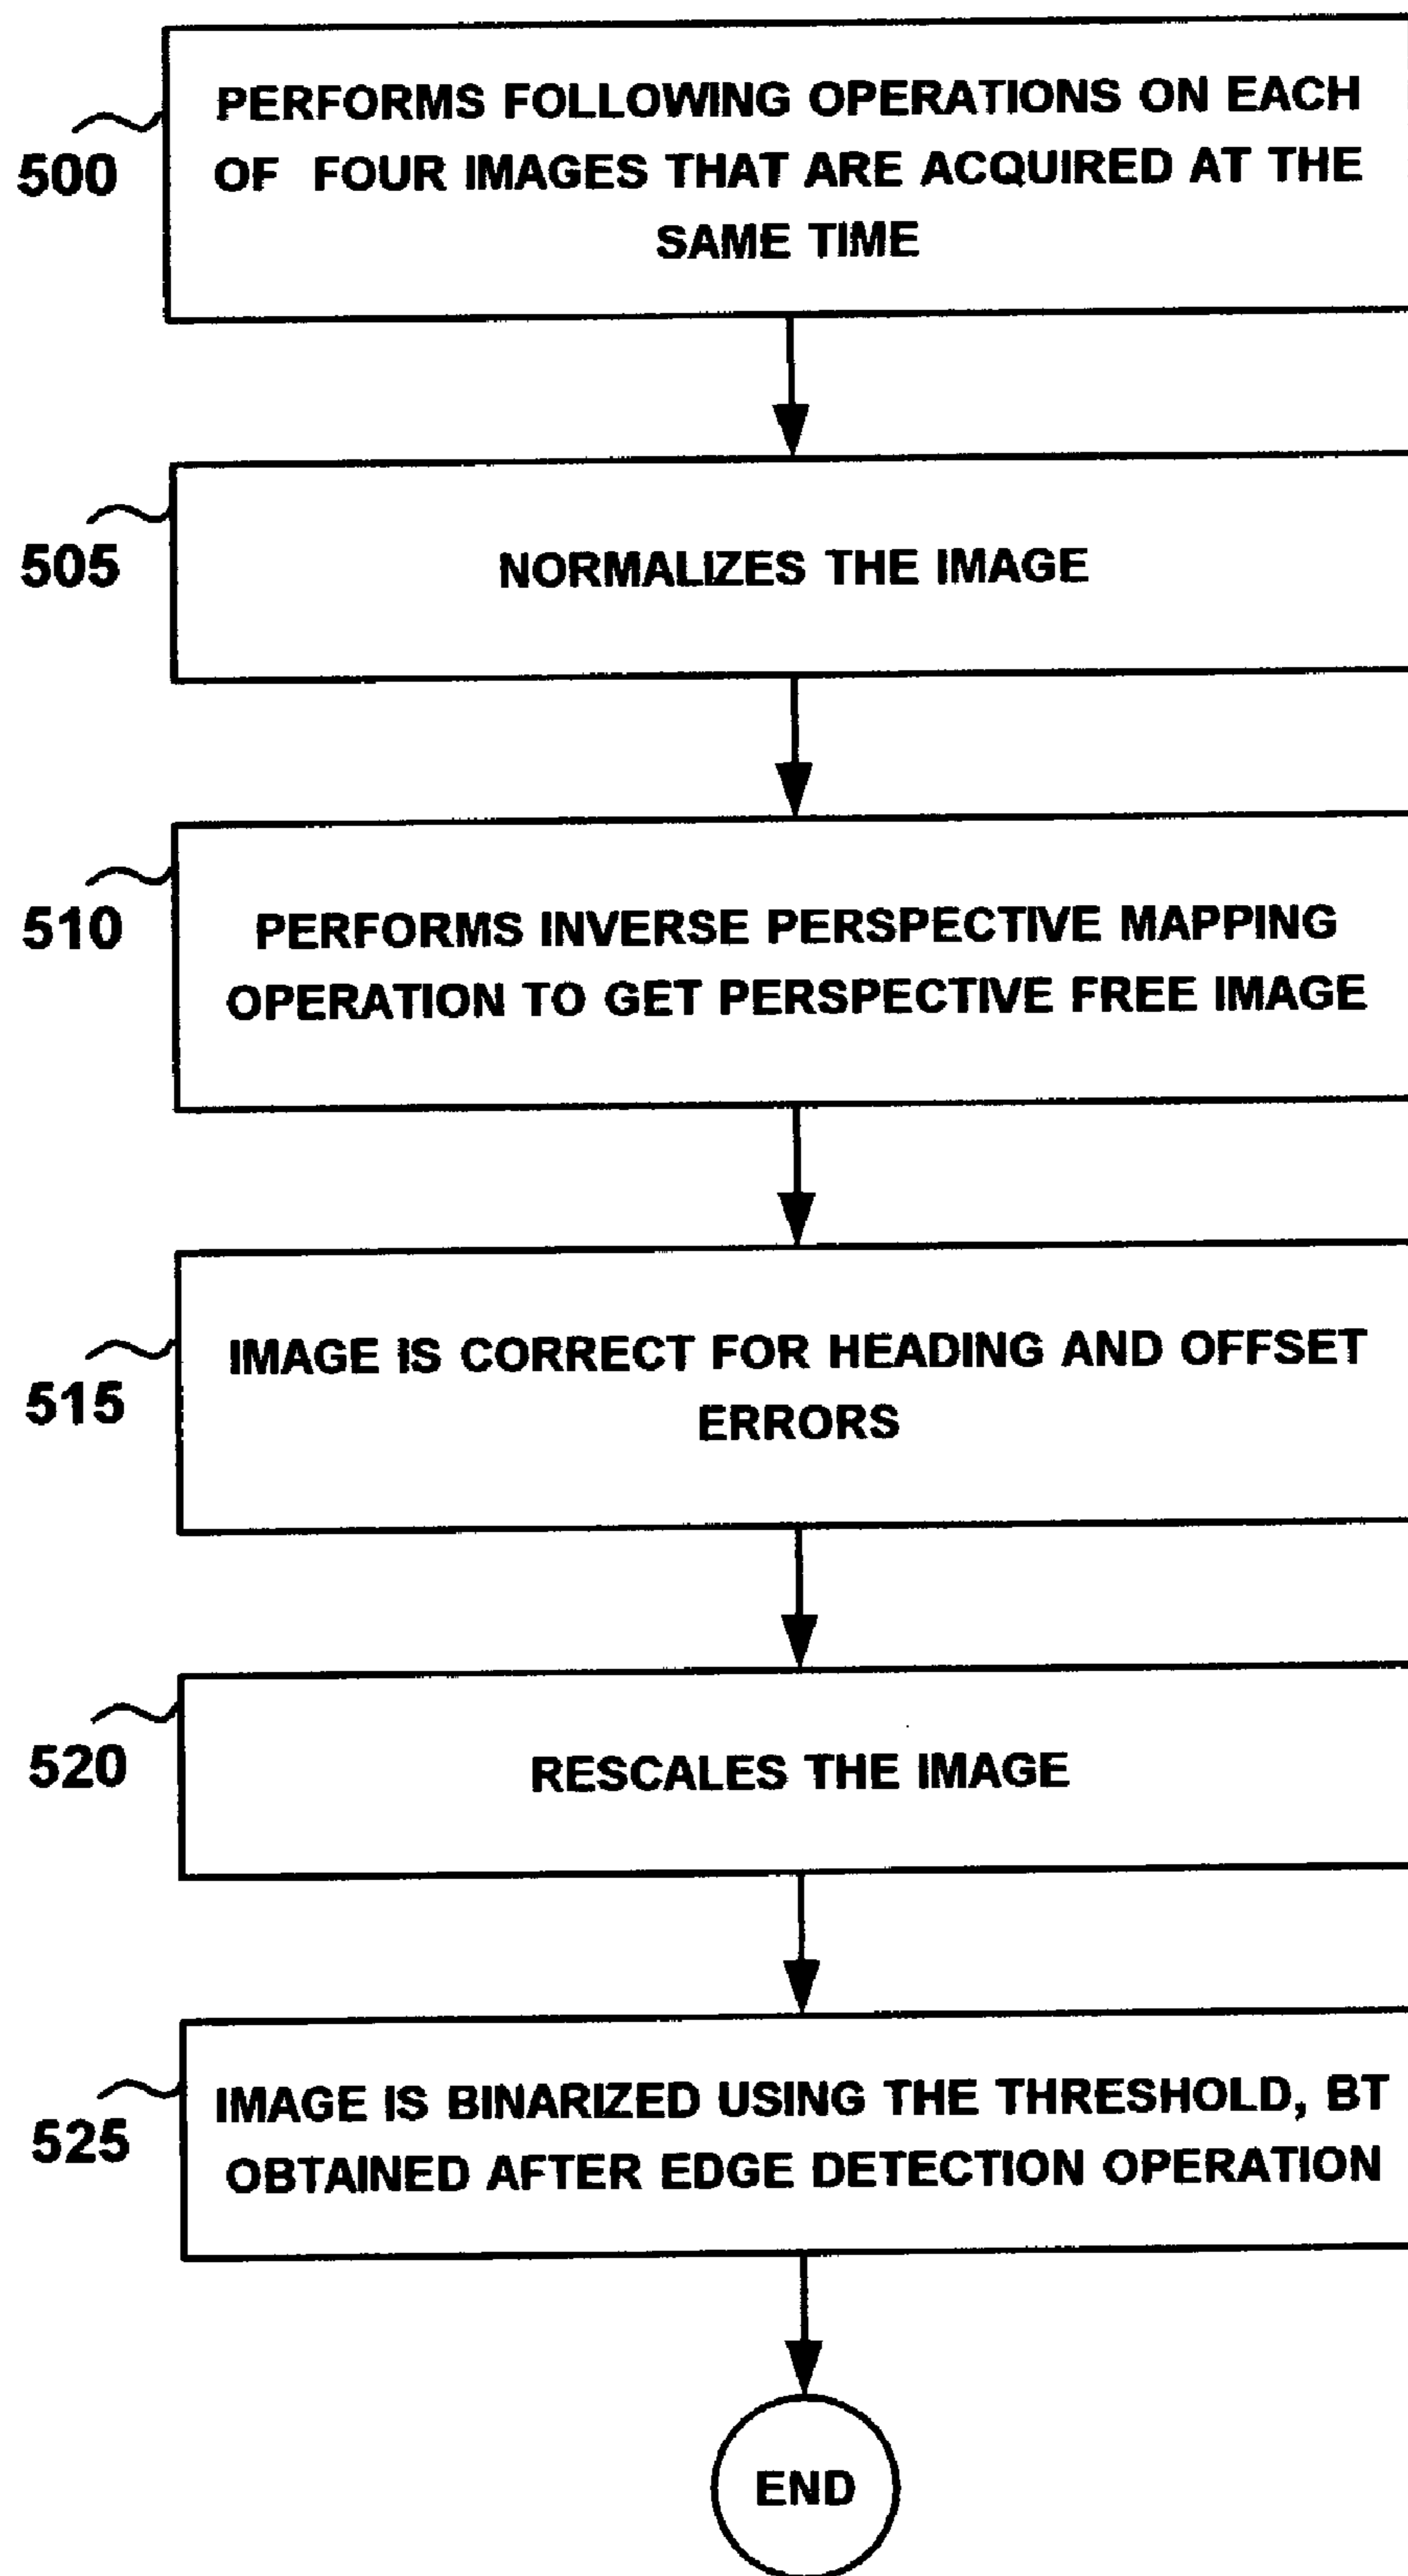 PERFORMS FOLLOWING OPERATIONS ON EACH
OF FOUR IMAGES THAT ARE ACQUIRED AT THE
SAME TIME
500
NORMALIZES THE IMAGE
505
PERFORMS INVERSE PERSPECTIVE MAPPING
OPERATION TO GET PERSPECTIVE FREE IMAGE
510
IMAGE IS CORRECT FOR HEADING AND OFFSET
ERRORS
515
RESCALES THE IMAGE
520
IMAGE IS BINARIZED USING THE THRESHOLD, BT
OBTAINED AFTER EDGE DETECTION OPERATION
525
END